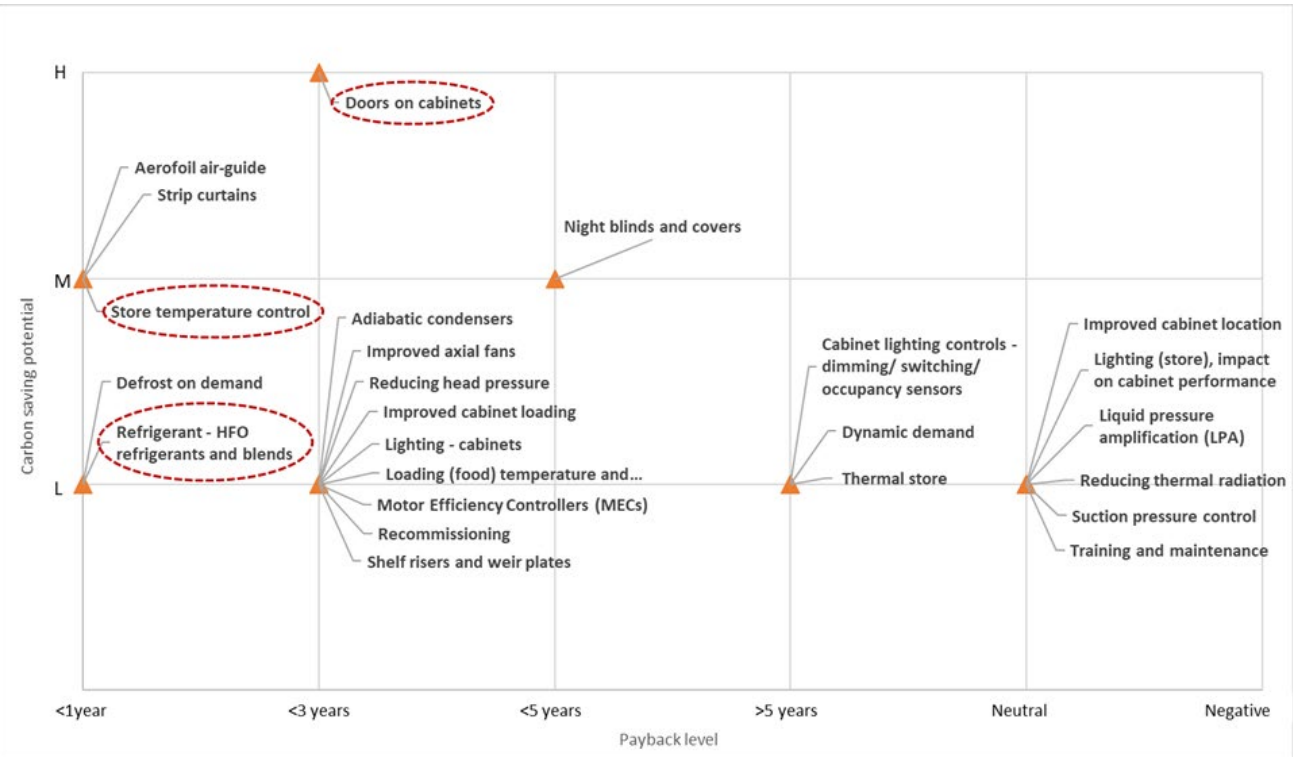 H
Doors on cabinets
Aerofoil air-guide
Strip curtains
Night blinds and covers
M
Store temperature control
Adiabatic condensers
Improved axial fans
Defrost on demand
Reducing head pressure
Improved cabinet loading
Refrigerant - HFO
refrigerants and blends
Lighting - cabinets
Loading (food) temperature and...
L
Motor Efficiency Controllers (MECs)
Recommissioning
Shelf risers and weir plates
Cabinet lighting controls -
dimming/ switching/
occupancy sensors
Dynamic demand
Thermal store
Improved cabinet location
Lighting (store), impact
on cabinet performance
Liquid pressure
amplification (LPA)
Reducing thermal radiation
Suction pressure control
Training and maintenance
Carbon saving potential
<1year
<3 years
<5 years
>5 years
Neutral
Negative
Payback level